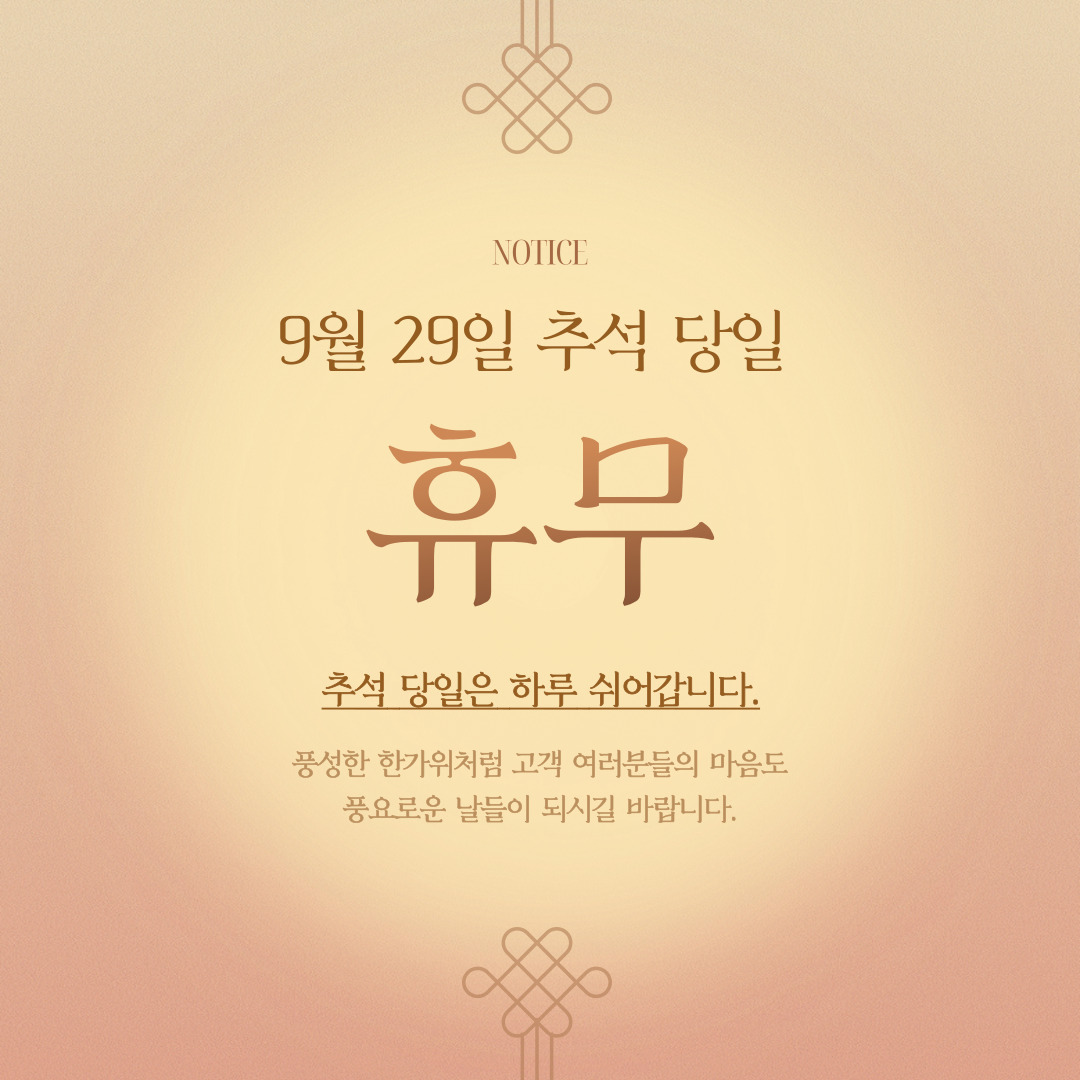 NOTICE
9월 29일 추석 당일
휴무
추석 당일은 하루 쉬어갑니다.
풍성한 한가위처럼 고객 여러분들의 마음도
풍요로운 날들이 되시길 바랍니다.